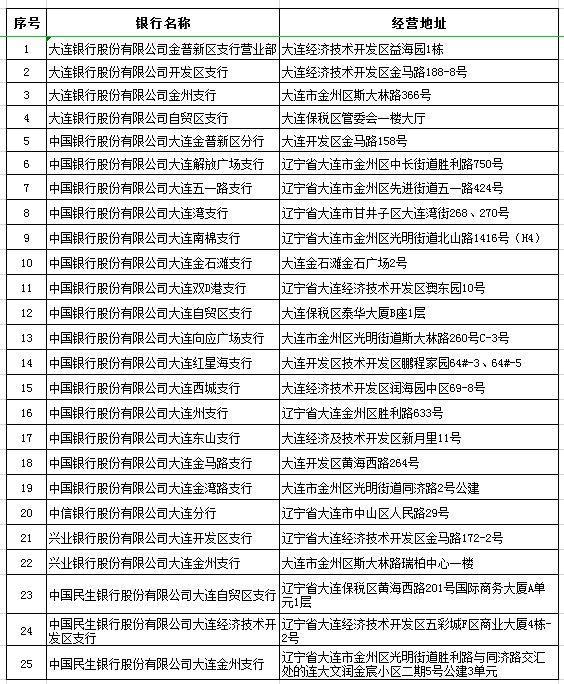 序号 银行名称 经营地址
1 大连银行股份有限公司金普新区支行营业部 大连经济技术开发区益海园1栋
2 大连银行股份有限公司开发区支行 大连经济技术开发区金马路188-8号
3 大连银行股份有限公司金州支行 大连市金州区斯大林路366号
4 大连银行股份有限公司自贸区支行 大连保税区管委会一楼大厅
5 中国银行股份有限公司大连金普新区分行 大连开发区金马路158号
6 中国银行股份有限公司大连解放广场支行 辽宁省大连市金州区中长街道胜利路750号
7 中国银行股份有限公司大连五一路支行 辽宁省大连市金州区先进街道五一路424号
8 中国银行股份有限公司大连湾支行 辽宁省大连市甘井子区大连湾街268、270号
9 中国银行股份有限公司大连南棉支行 辽宁省大连市金州区光明街道北山路1416号（H4）
10 中国银行股份有限公司大连金石滩支行 大连金石滩金石广场2号
11 中国银行股份有限公司大连双D港支行 辽宁省大连经济技术开发区澳东园10号
12 中国银行股份有限公司大连自贸区支行 大连保税区泰华大厦B座1层
13 中国银行股份有限公司大连向应广场支行 大连市金州区光明街道斯大林路260号C-3号
14 中国银行股份有限公司大连红星海支行 大连开发区技术开发区鹏程家园64#-3、64#-5
15 中国银行股份有限公司大连西城支行 大连经济技术开发区润海园中区69-8号
16 中国银行股份有限公司大连州支行 辽宁省大连金州区胜利路633号
17 中国银行股份有限公司大连东山支行 大连经济及技术开发区新月里11号
18 中国银行股份有限公司大连金马路支行 大连开发区黄海西路264号
19 中国银行股份有限公司大连金湾路支行 大连市金州区光明街道同济路2号公建
20 中信银行股份有限公司大连分行 辽宁省大连市中山区人民路29号
21 兴业银行股份有限公司大连开发区支行 辽宁省大连经济技术开发区金马路172-2号
22 兴业银行股份有限公司大连金州支行 大连市金州区斯大林路瑞柏中心一楼
23 中国民生银行股份有限公司大连自贸区支行 辽宁省大连保税区黄海西路201号国际商务大厦A单
元1层
24 中国民生银行股份有限公司大连经济技术开
发区支行 辽宁省大连经济技术开发区五彩城F区商业大厦4栋-
2号
25 中国民生银行股份有限公司大连金州支行 辽宁省大连市金州区光明街道胜利路与同济路交汇
处的连大文润金宸小区二期5号公建3单元